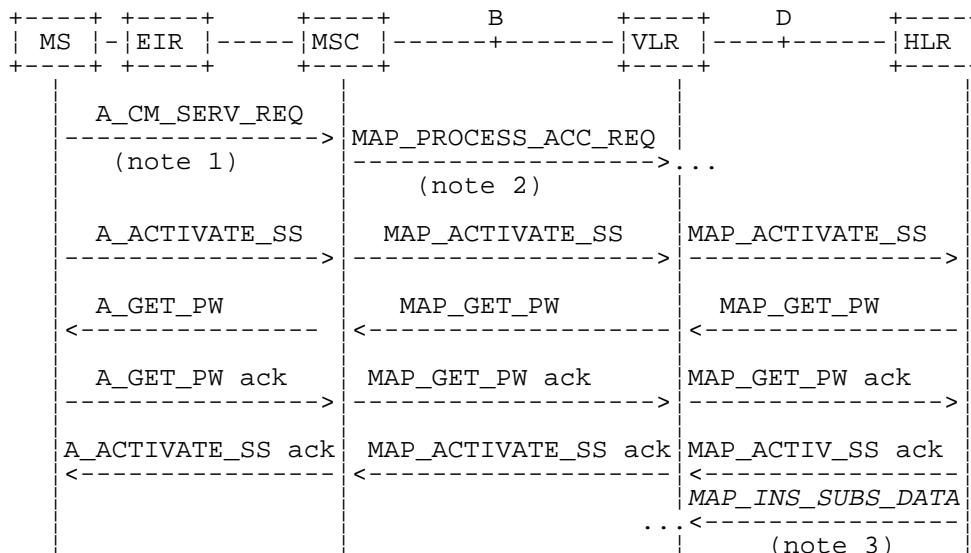 B D
MS EIR MSC VLR HLR
A_CM_SERV_REQ
MAP_PROCESS_ACC_REQ
(note 1) ...
(note 2)
A_ACTIVATE_SS MAP_ACTIVATE_SS MAP_ACTIVATE_SS
A_GET_PW MAP_GET_PW MAP_GET_PW
A_GET_PW ack MAP_GET_PW ack MAP_GET_PW ack
A_ACTIVATE_SS ack MAP_ACTIVATE_SS ack MAP_ACTIV_SS ack
MAP_INS_SUBS_DATA
...
(note 3)